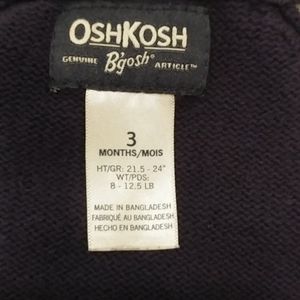 OSHKOSH
GENUINE B'gosh ARTICLE™
3
MONTHS/MOIS
HT/GR: 21.5 - 24"
WT/PDS:
8 - 12.5 LB
MADE IN BANGLADESH
FABRIQUÉ AU BANGLADESH
HECHO EN BANGLADESH